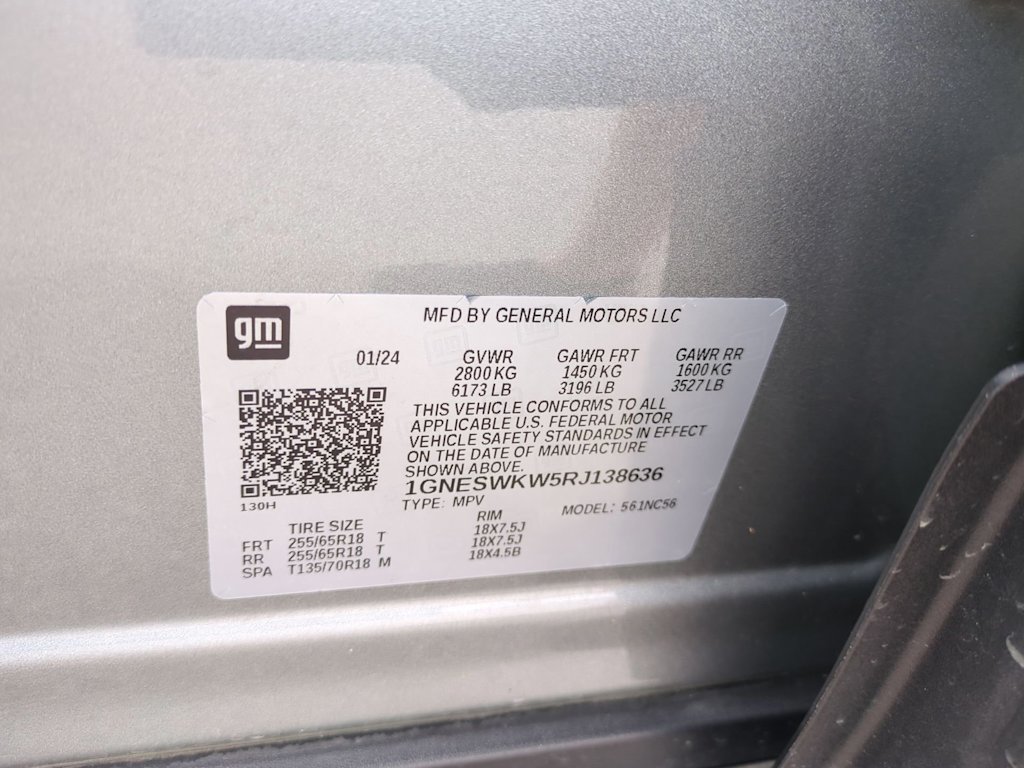 gm
MFD BY GENERAL MOTORS LLC
01/24 GVWR GAWR FRT GAWR RR
2800 KG 1450 KG 1600 KG
6173 LB 3196 LB 3527 LB
THIS VEHICLE CONFORMS TO ALL
APPLICABLE U.S. FEDERAL MOTOR
VEHICLE SAFETY STANDARDS IN EFFECT
ON THE DATE OF MANUFACTURE
SHOWN ABOVE.
1GNESWKW5RJ138636
130H
TYPE: MPV MODEL: 561NC56
TIRE SIZE RIM
FRT 255/65R18 T 18X7.5J
RR 255/65R18 T 18X7.5J
SPA T135/70R18 M 18X4.5B